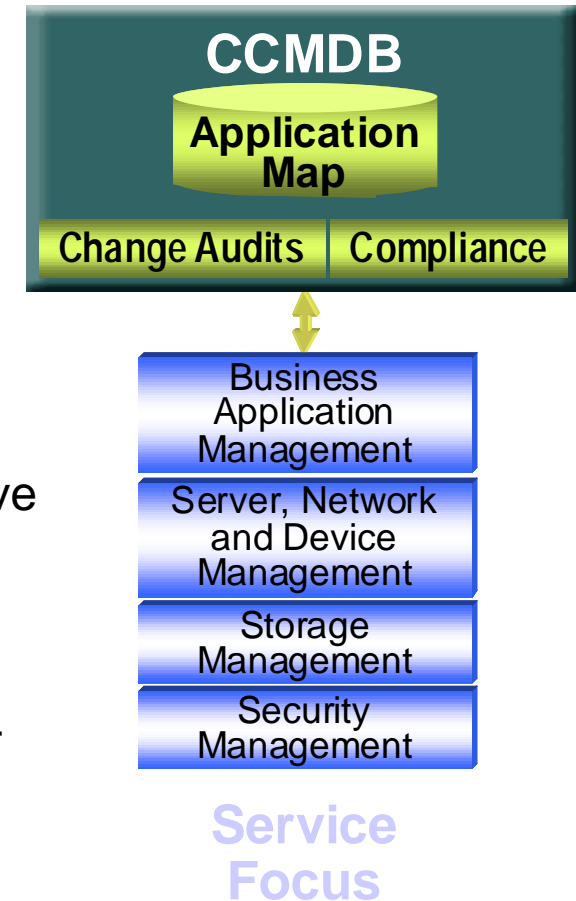 CCMDB
Application
Map
Change Audits Compliance
Business
Application
Management
Server, Network
and Device
Management
Storage
Management
Security
Management
Service
Focus